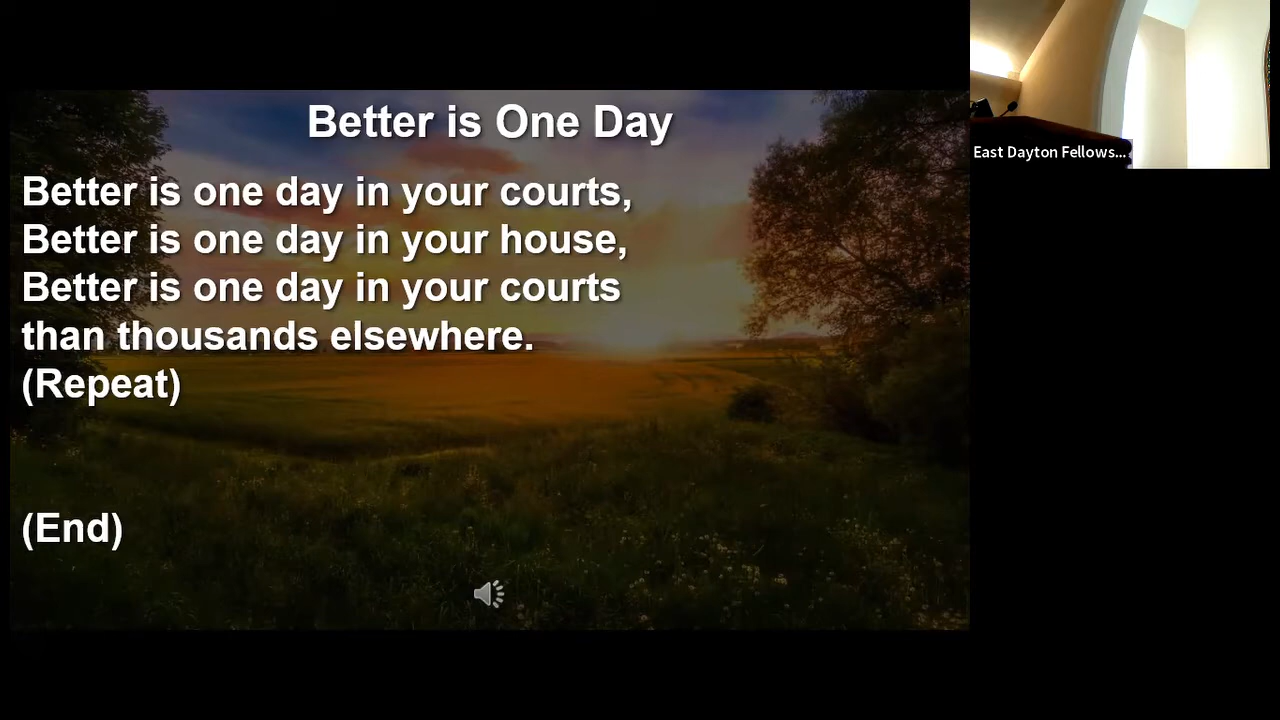 Better is One Day
Better is one day in your courts,
Better is one day in your house,
Better is one day in your courts
than thousands elsewhere.
(Repeat)
(End)
East Dayton Fellows...